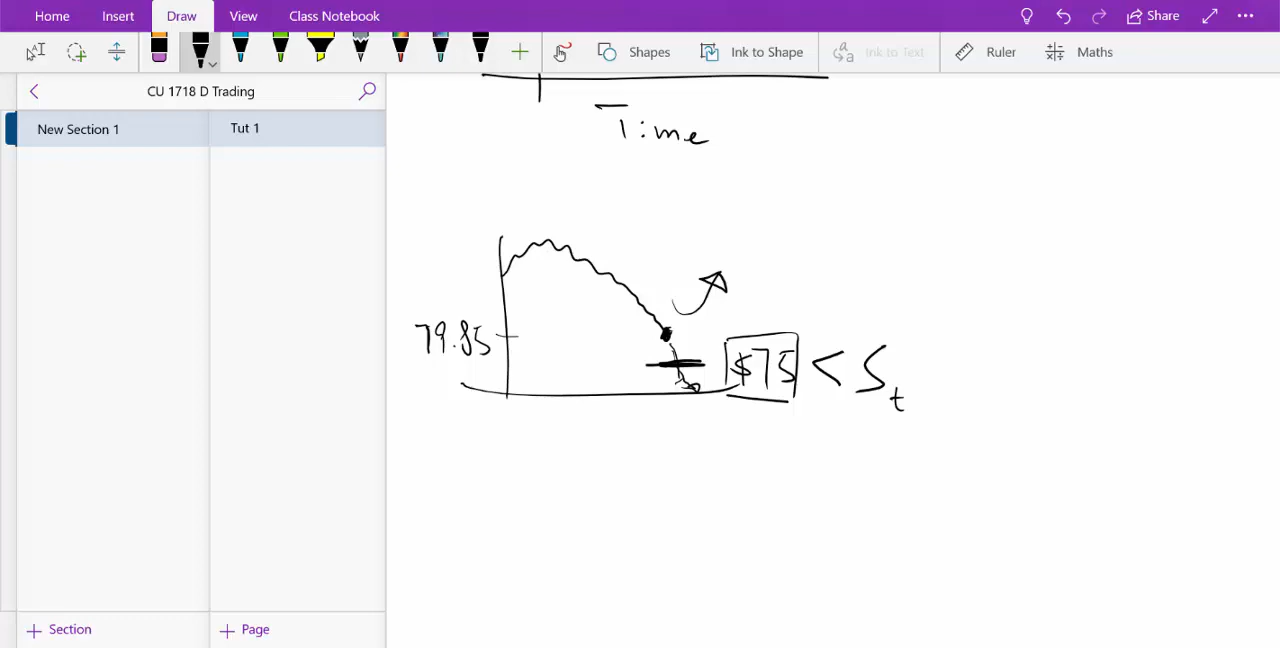 Home Insert Draw View Class Notebook Share
Shapes Ink to Shape Ink to Text Ruler Maths
CU 1718 D Trading
New Section 1 Tut 1
Time
79.85
$75 < St
Section Page